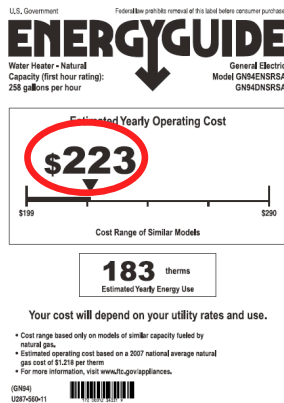 U.S. Government Federal law prohibits removal of this label before consumer purchase
ENERGYGUIDE
Water Heater - Natural General Electric
Capacity (first hour rating): Model GN94ENSRSA
258 gallons per hour GN94DNSRSA
Estimated Yearly Operating Cost
$223
$199 $290
Cost Range of Similar Models
183 therms
Estimated Yearly Energy Use
Your cost will depend on your utility rates and use.
• Cost range based only on models of similar capacity fueled by
natural gas.
• Estimated operating cost based on a 2007 national average natural
gas cost of $1.218 per therm
• For more information, visit www.ftc.gov/appliances.
(GN94)
U287-560-11